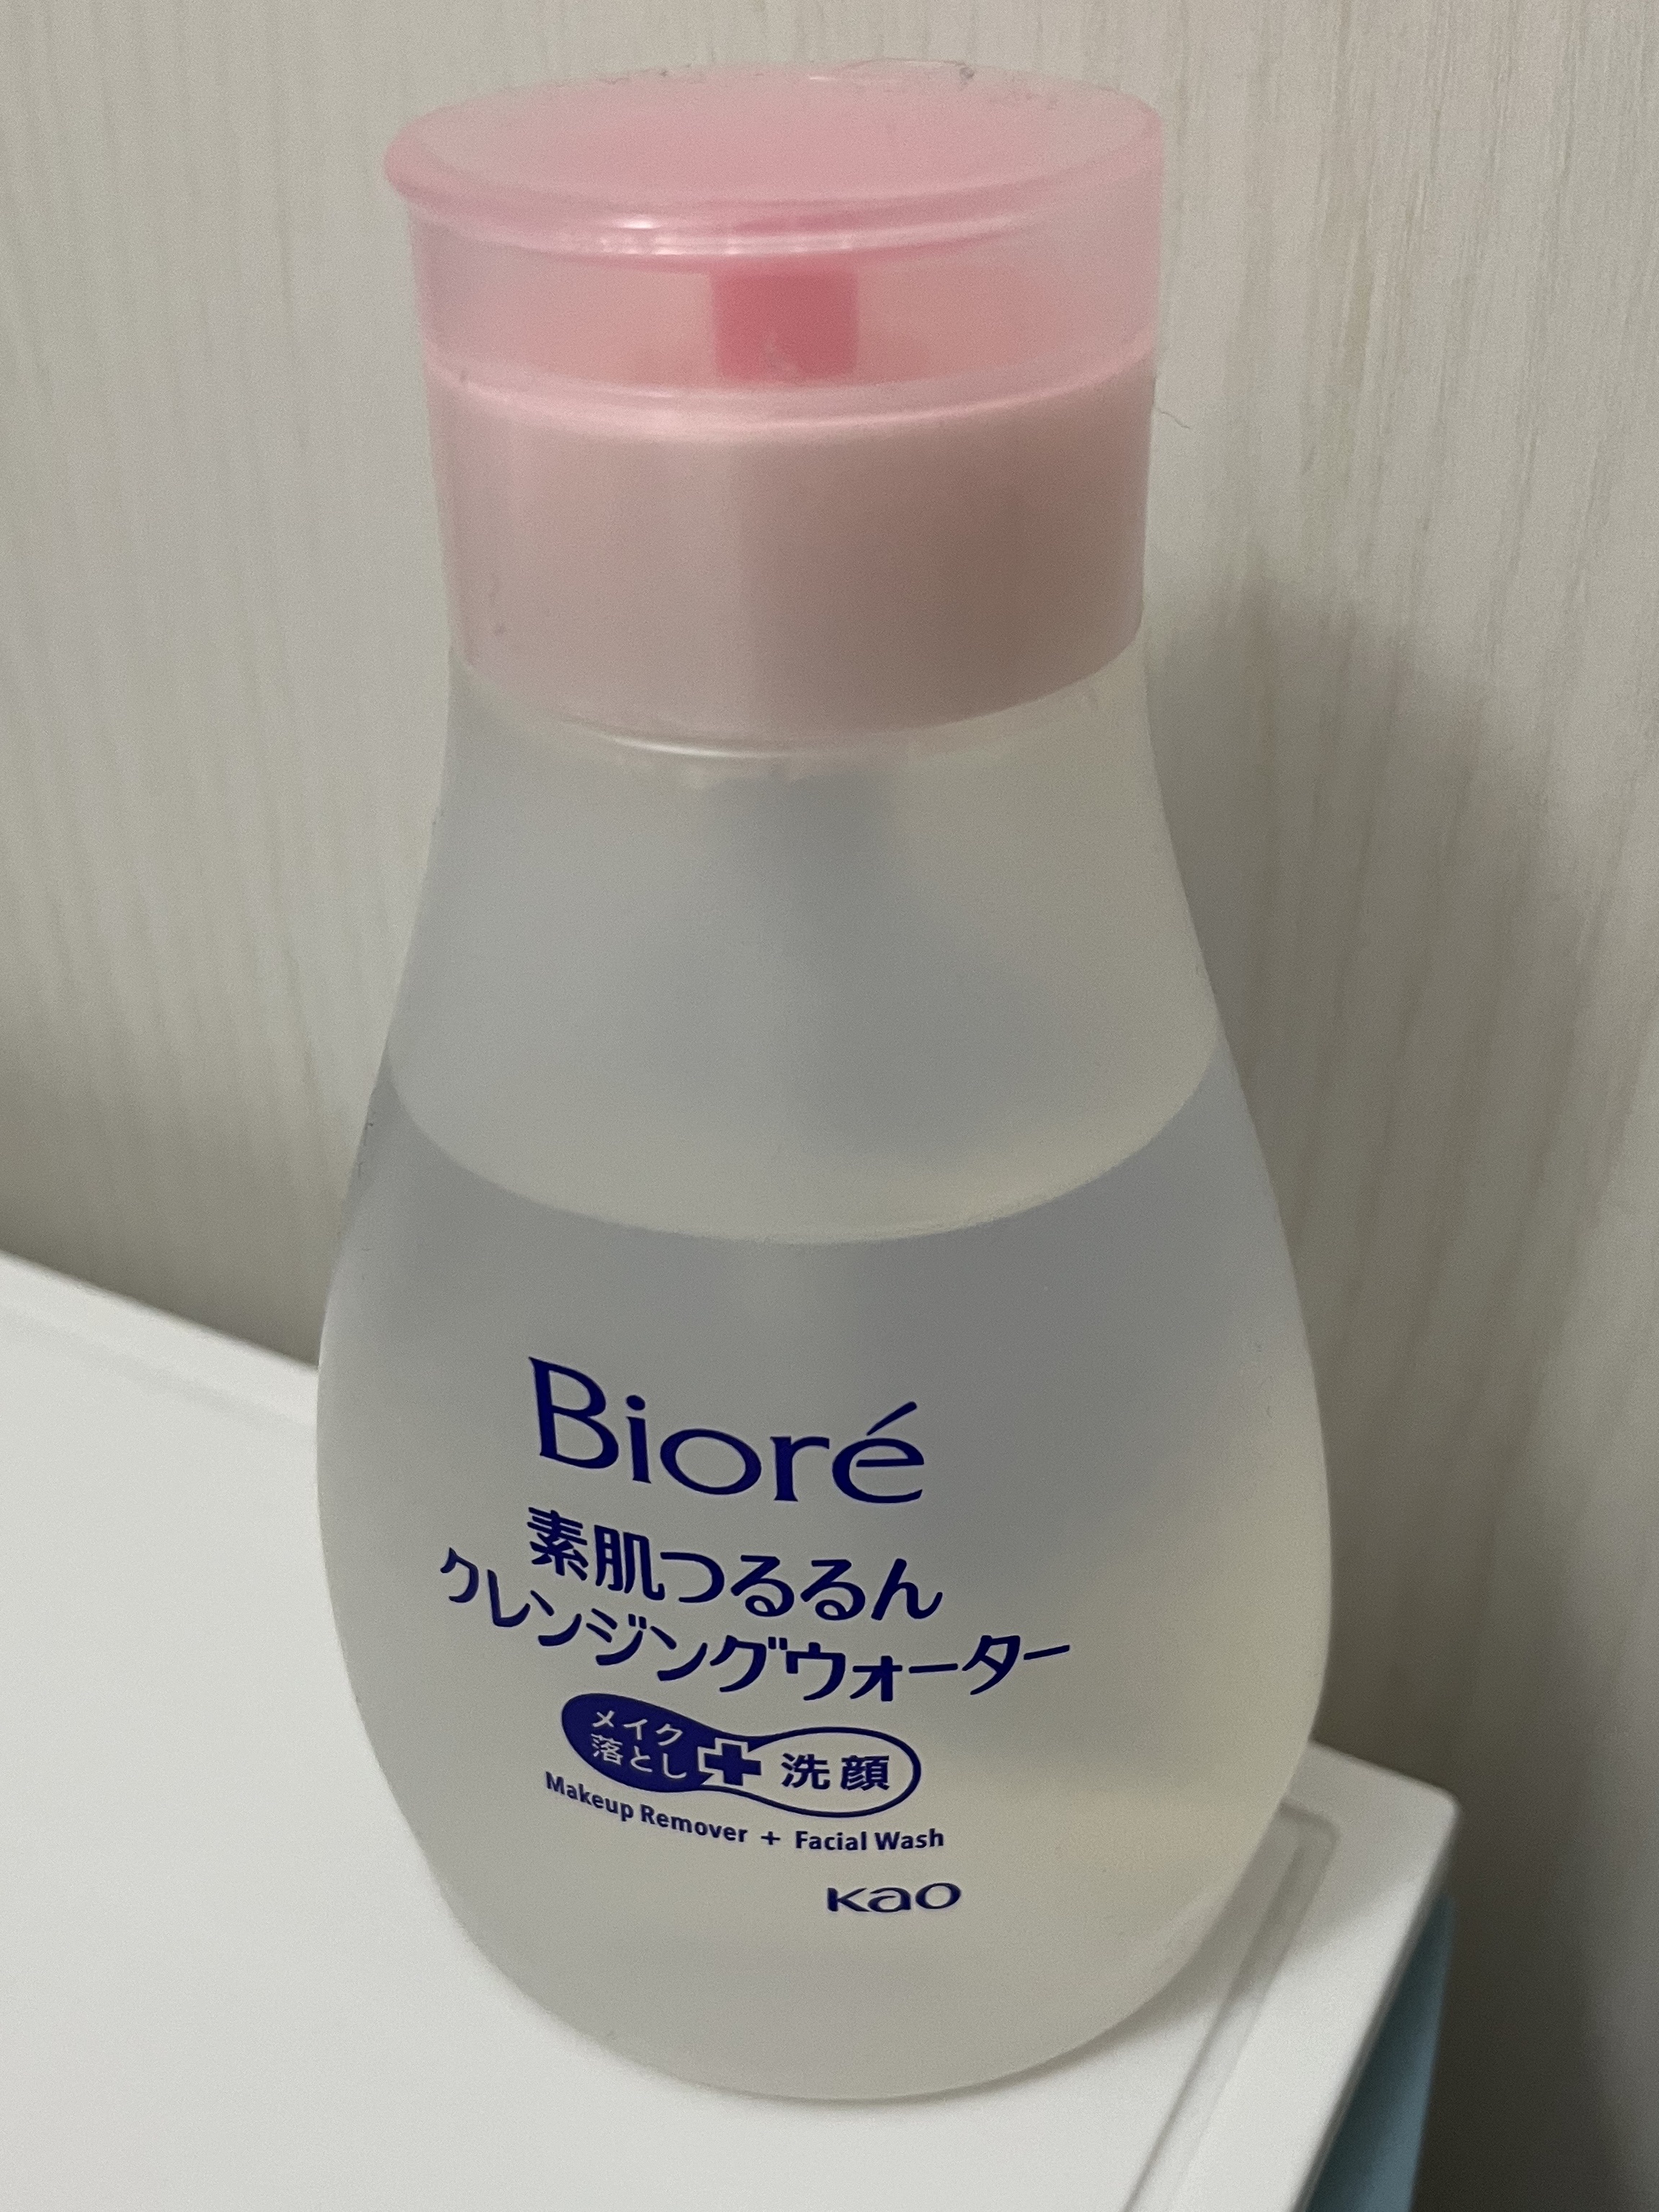 Bioré
素肌つるるん
クレンジングウォーター
メイク
落とし
+ 洗顔
Makeup Remover + Facial Wash
Kao